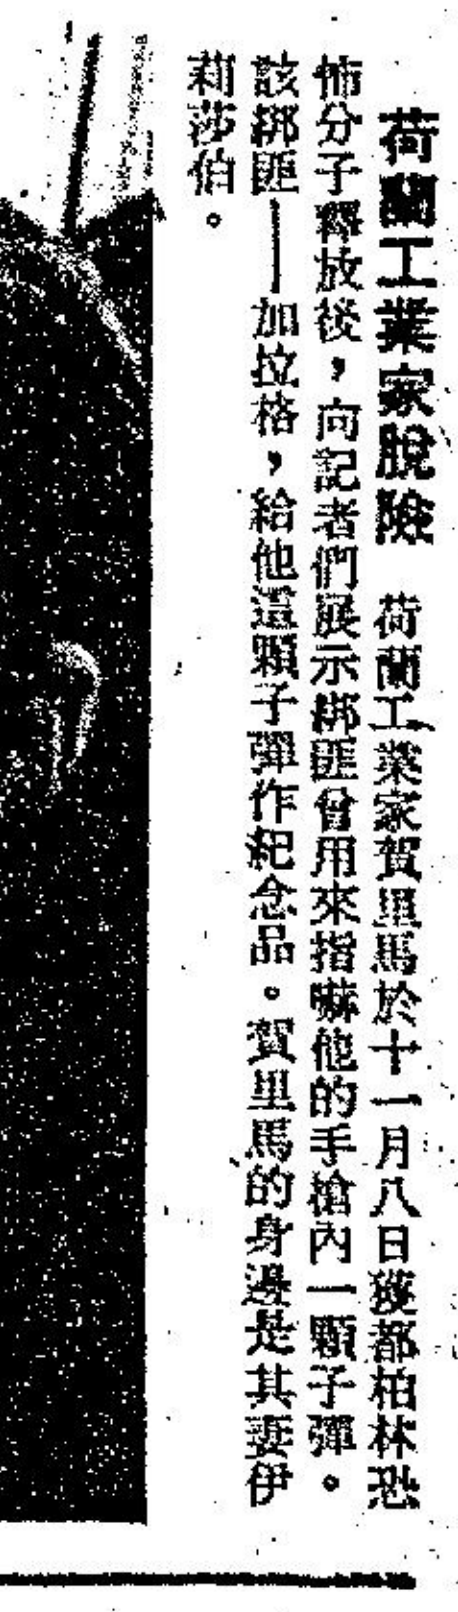 荷蘭工業家脫險　荷蘭工業家賀里馬於十一月八日獲都柏林恐
怖分子釋放後，向記者們展示綁匪曾用來指嚇他的手槍內一顆子彈。
該綁匪——加拉格，給他這顆子彈作紀念品。賀里馬的身邊是其妻伊
莉莎伯。